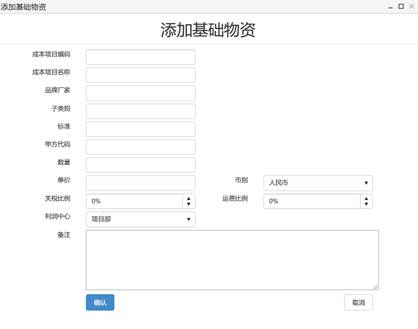 添加基础物资
添加基础物资
成本项目编码
成本项目名称
品牌厂家
子类别
标准
甲方代码
数量
单价 币别 人民币
关税比例 0% 运费比例 0%
利润中心 项目部
备注
确认 取消